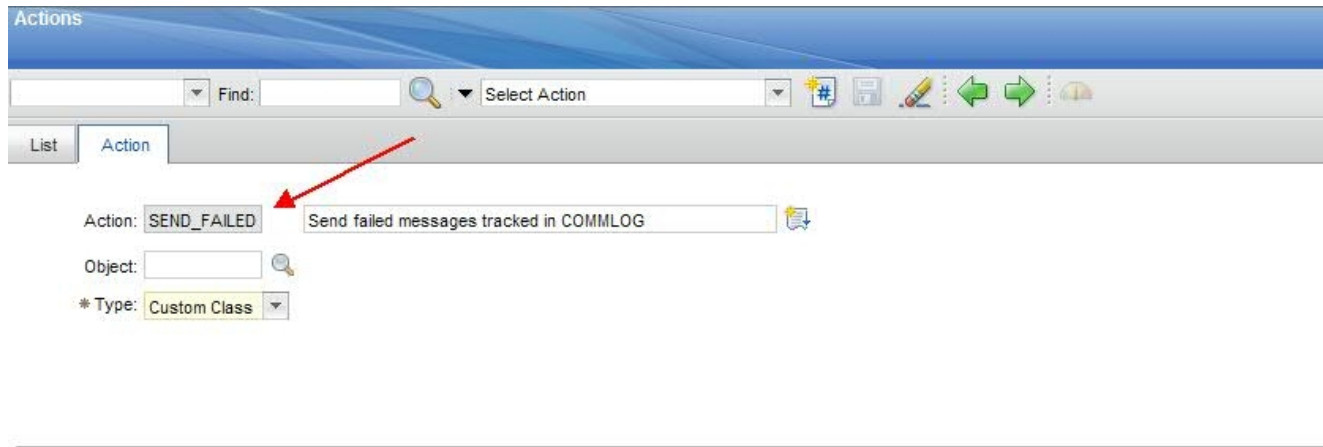 Actions
Find: Select Action
List Action
Action: SEND_FAILED Send failed messages tracked in COMMLOG
Object:
* Type: Custom Class